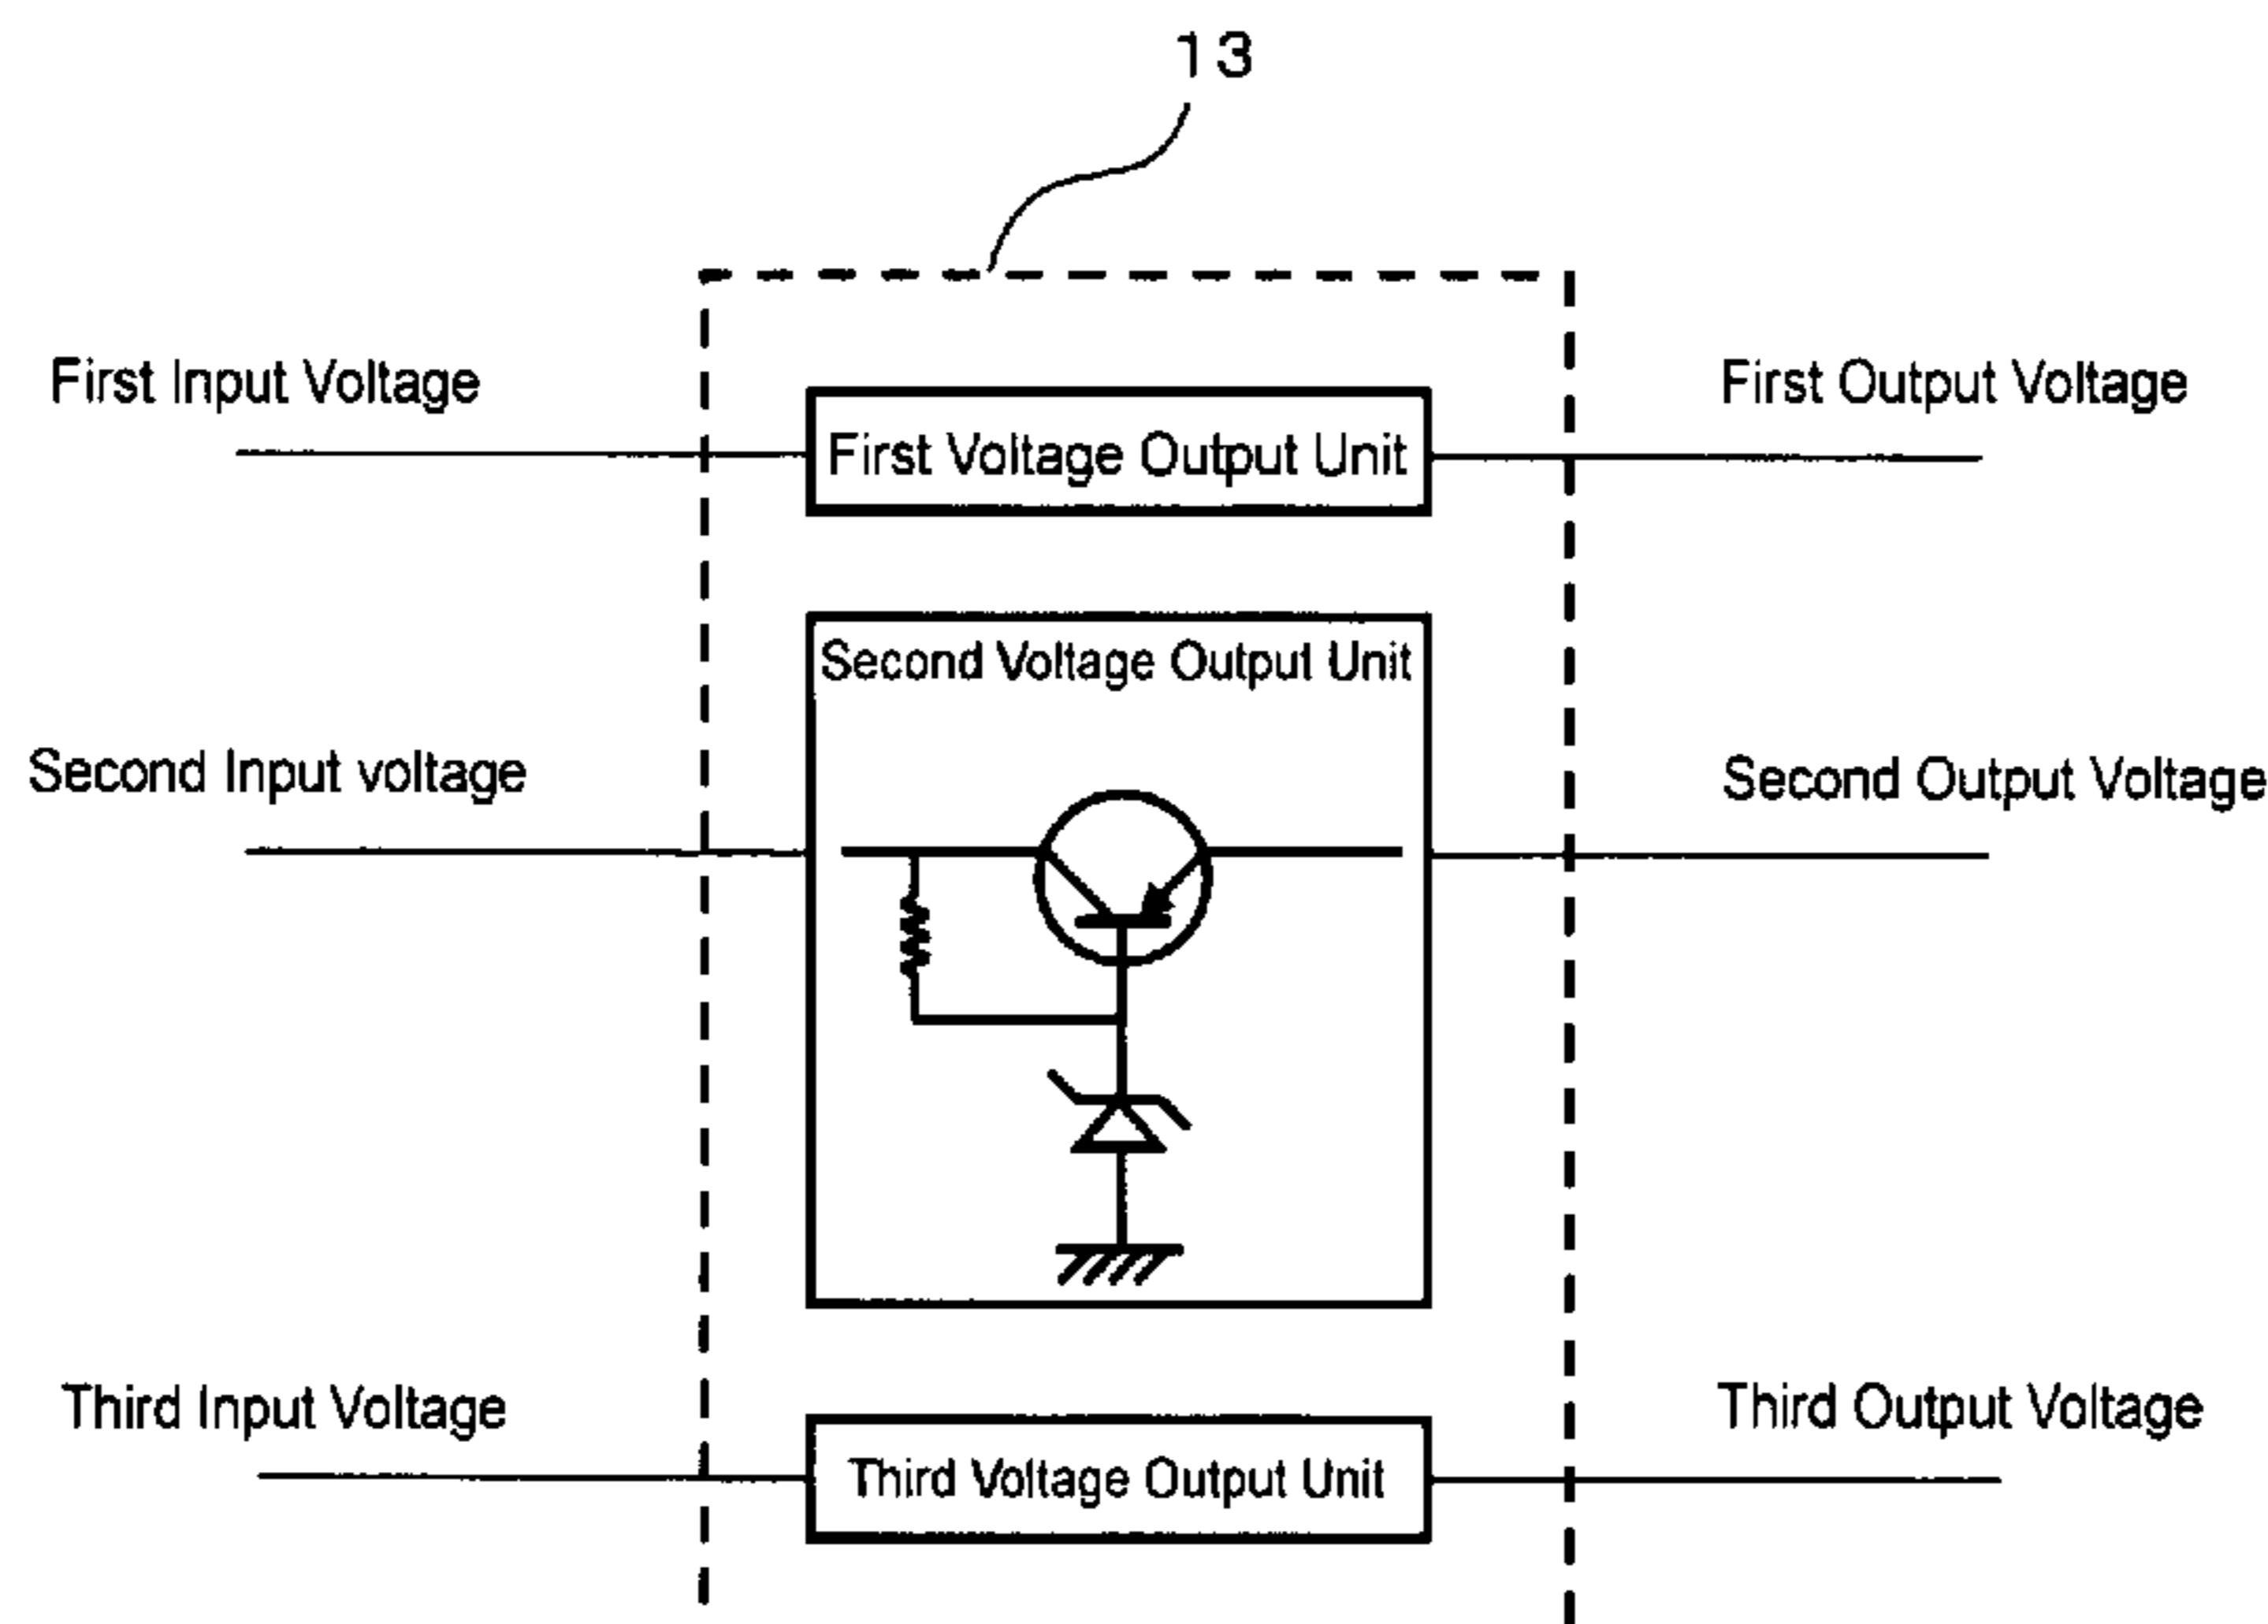 13
First Input Voltage
First Voltage Output Unit
First Output Voltage
Second Voltage Output Unit
Second Input voltage
Second Output Voltage
Third Input Voltage
Third Voltage Output Unit
Third Output Voltage